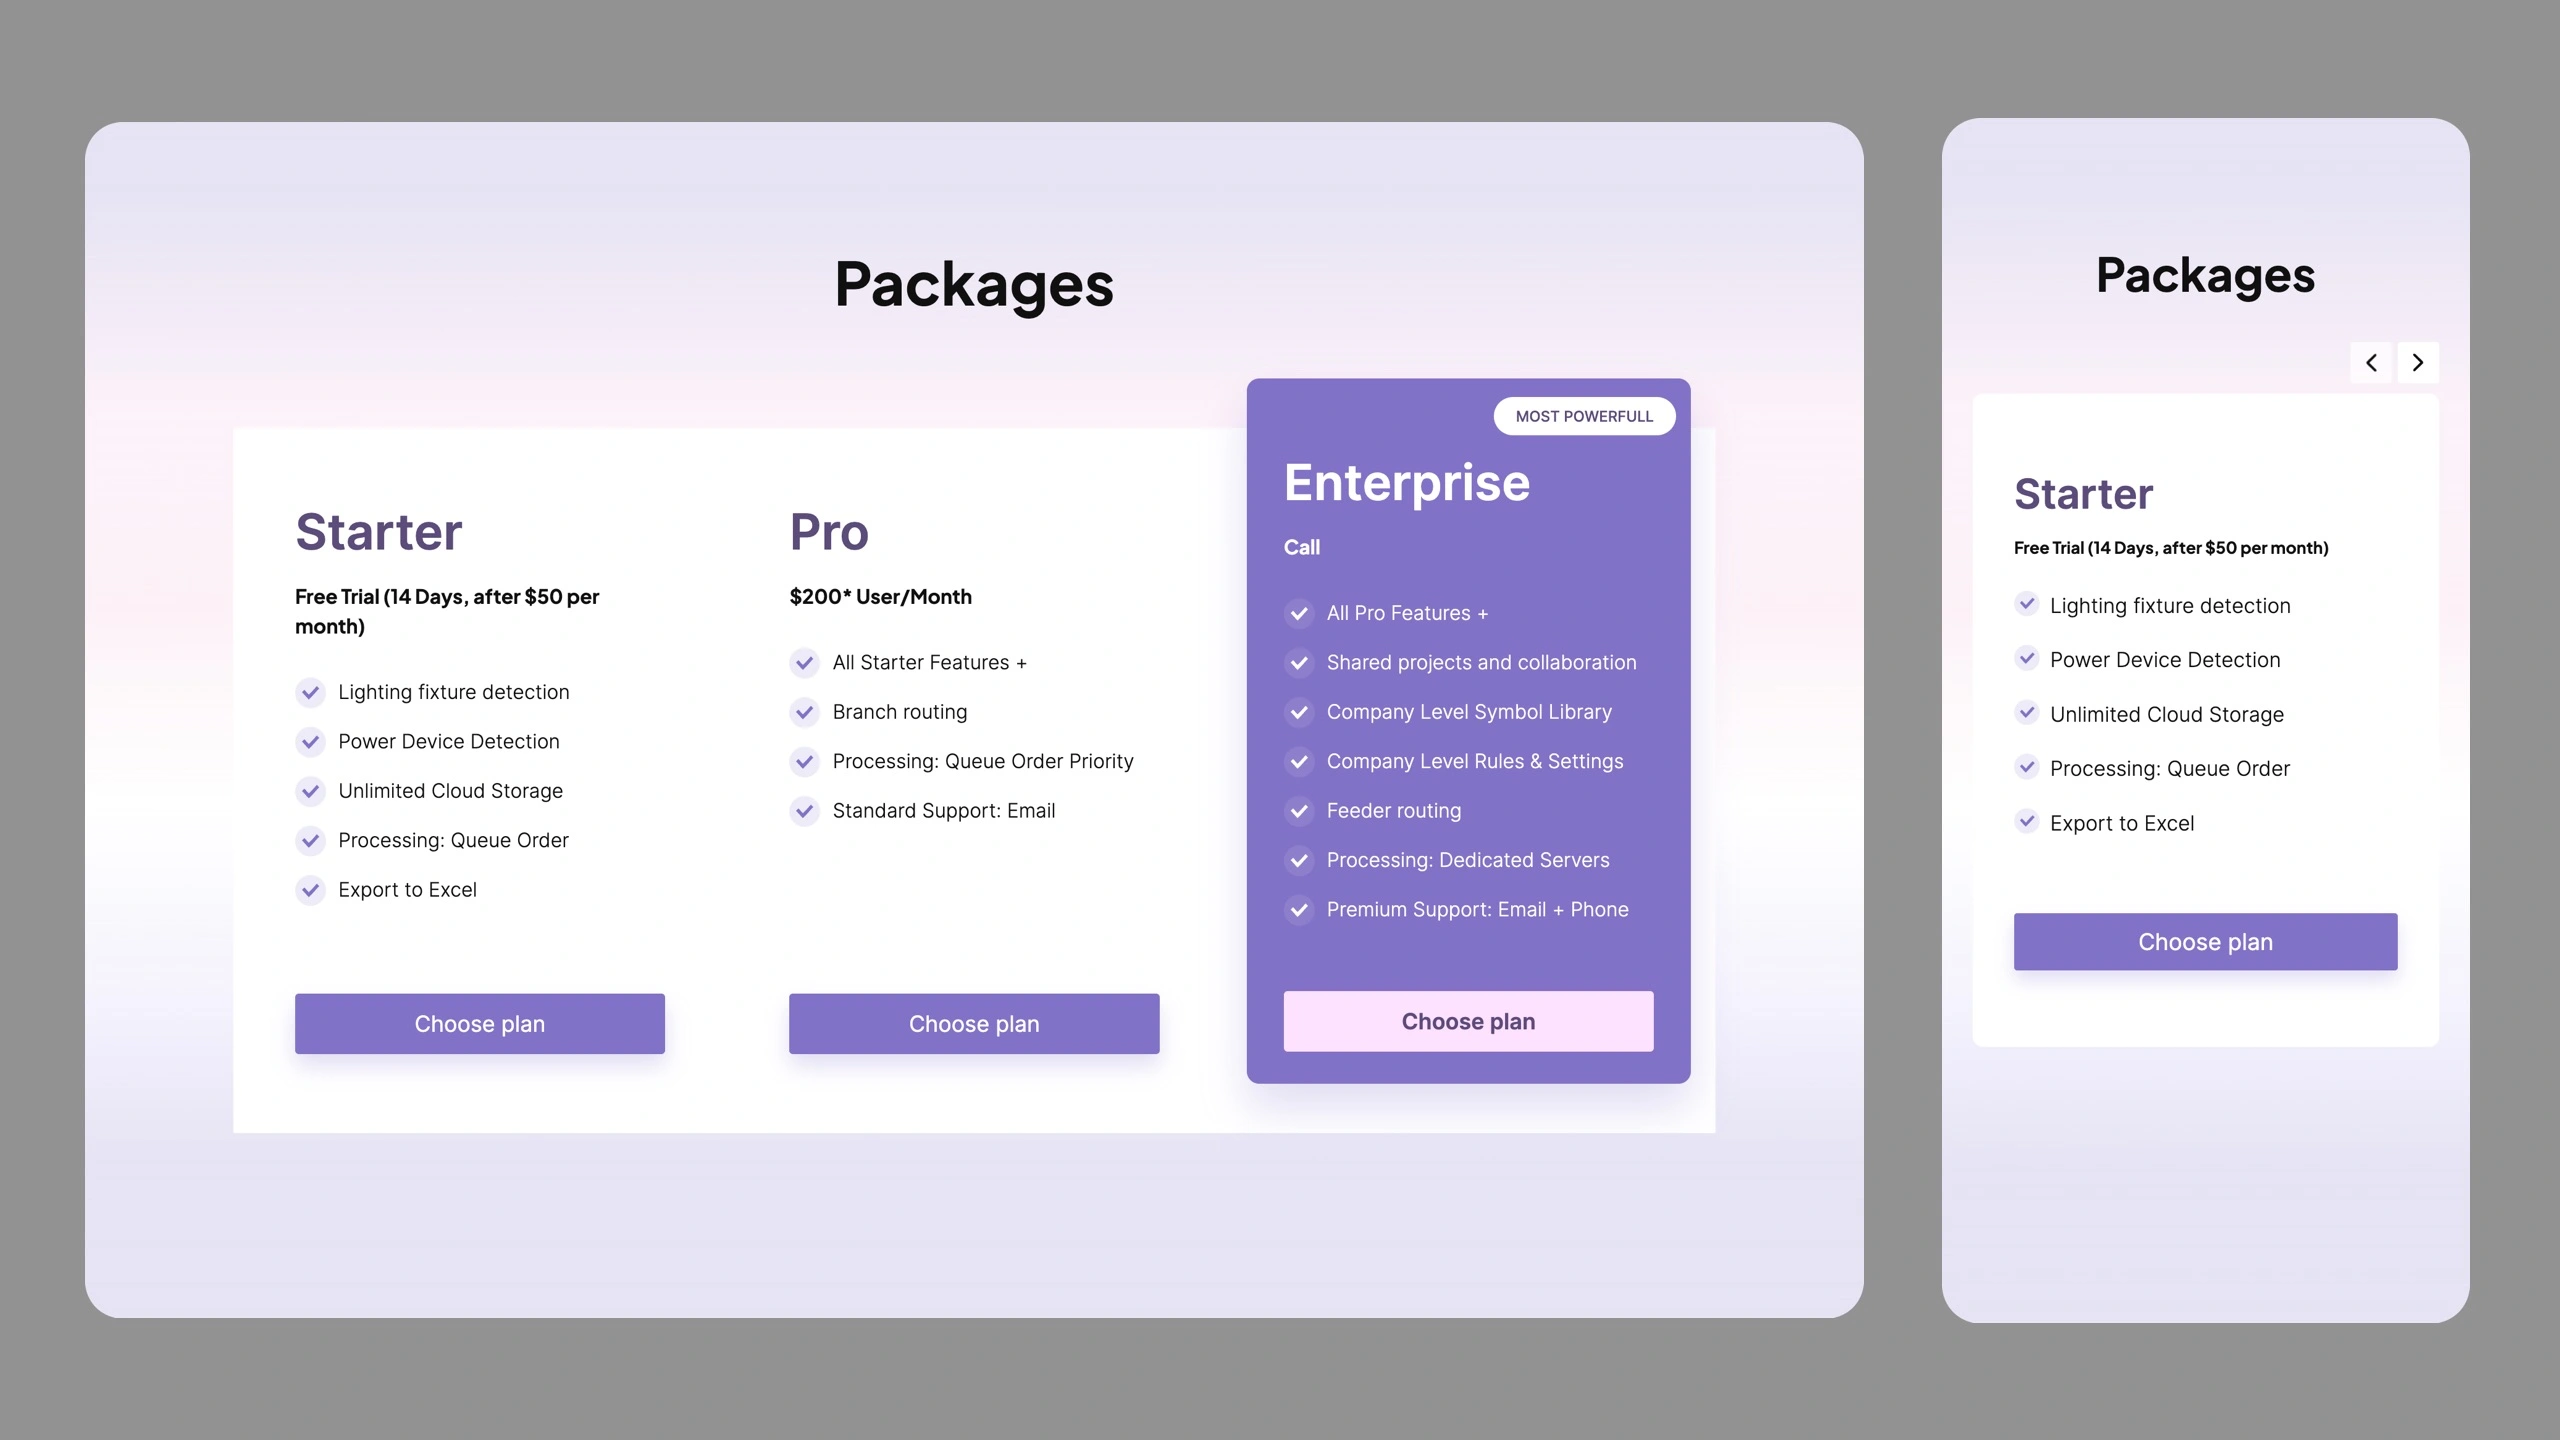 Packages
Starter
Free Trial (14 Days, after $50 per
month)
Lighting fixture detection
Power Device Detection
Unlimited Cloud Storage
Processing: Queue Order
Export to Excel
Choose plan
Pro
$200* User/Month
All Starter Features +
Branch routing
Processing: Queue Order Priority
Standard Support: Email
Choose plan
MOST POWERFULL
Enterprise
Call
All Pro Features +
Shared projects and collaboration
Company Level Symbol Library
Company Level Rules & Settings
Feeder routing
Processing: Dedicated Servers
Premium Support: Email + Phone
Choose plan
Packages
Starter
Free Trial (14 Days, after $50 per month)
Lighting fixture detection
Power Device Detection
Unlimited Cloud Storage
Processing: Queue Order
Export to Excel
Choose plan